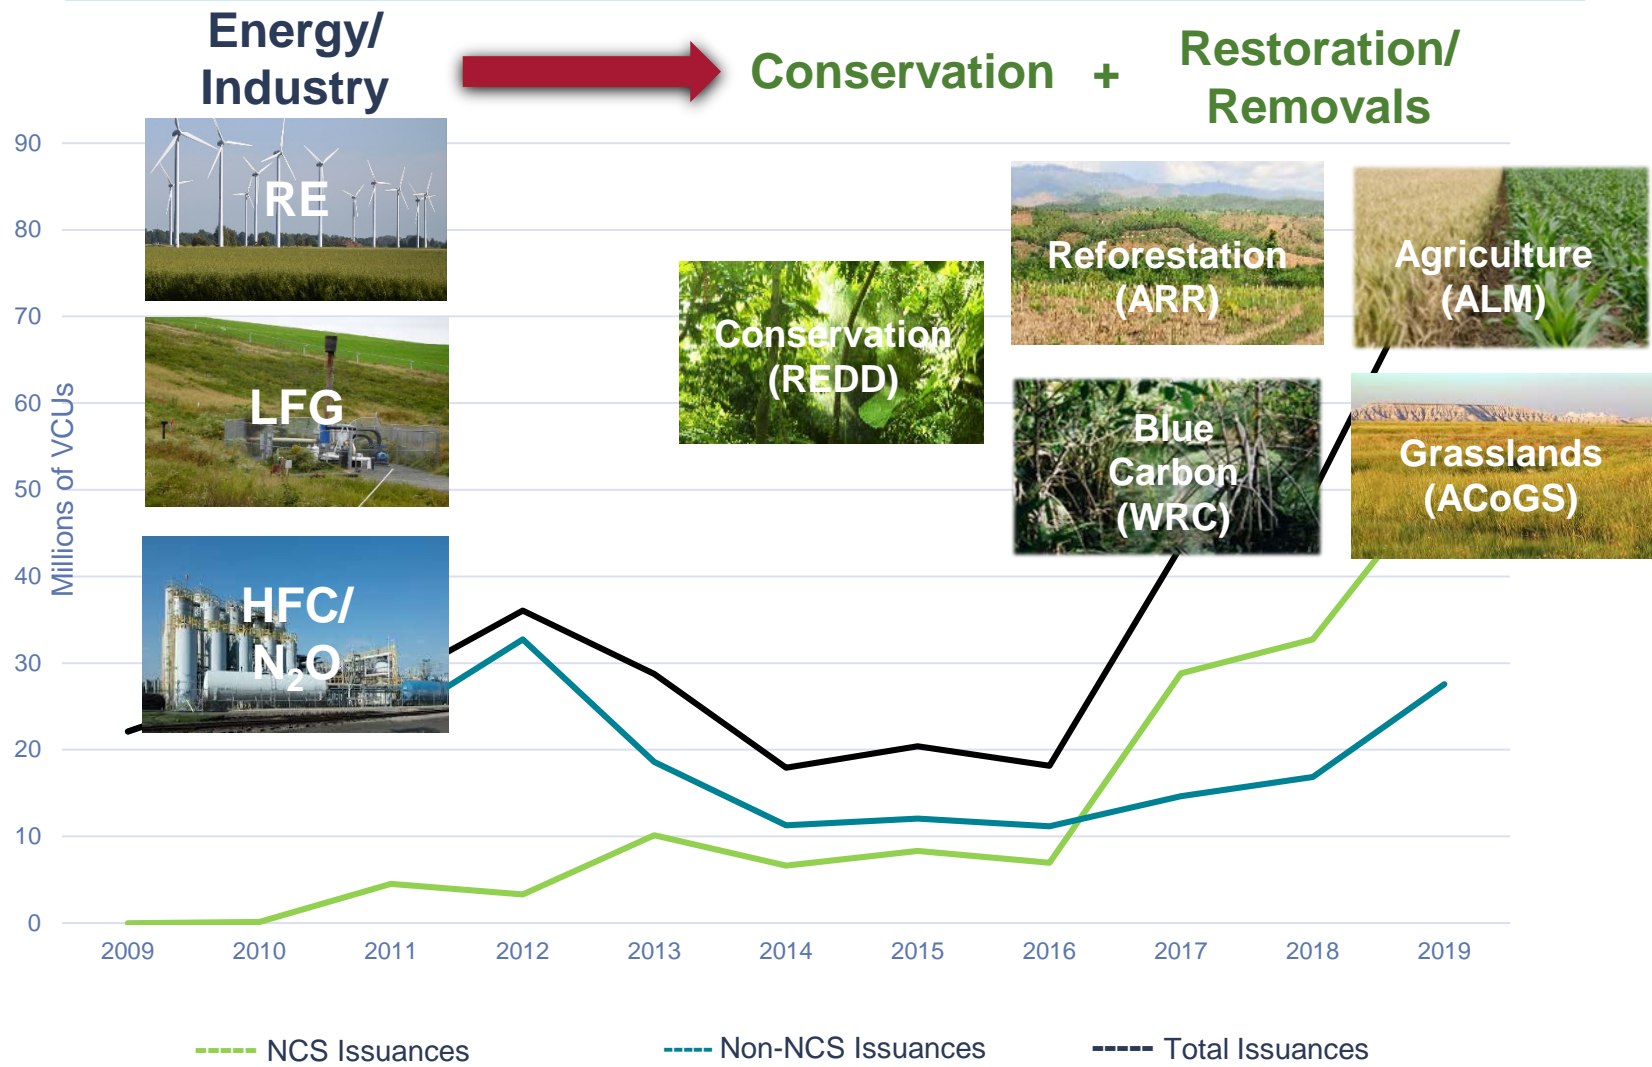 Energy/
Industry
Conservation
+
Restoration/
Removals
90
80
70
60
50
40
30
20
10
0
Millions of VCUs
RE
LFG
HFC/
N₂O
Conservation
(REDD)
Reforestation
(ARR)
Agriculture
(ALM)
Blue
Carbon
(WRC)
Grasslands
(ACoGS)
2009 2010 2011 2012 2013 2014 2015 2016 2017 2018 2019
NCS Issuances Non-NCS Issuances Total Issuances